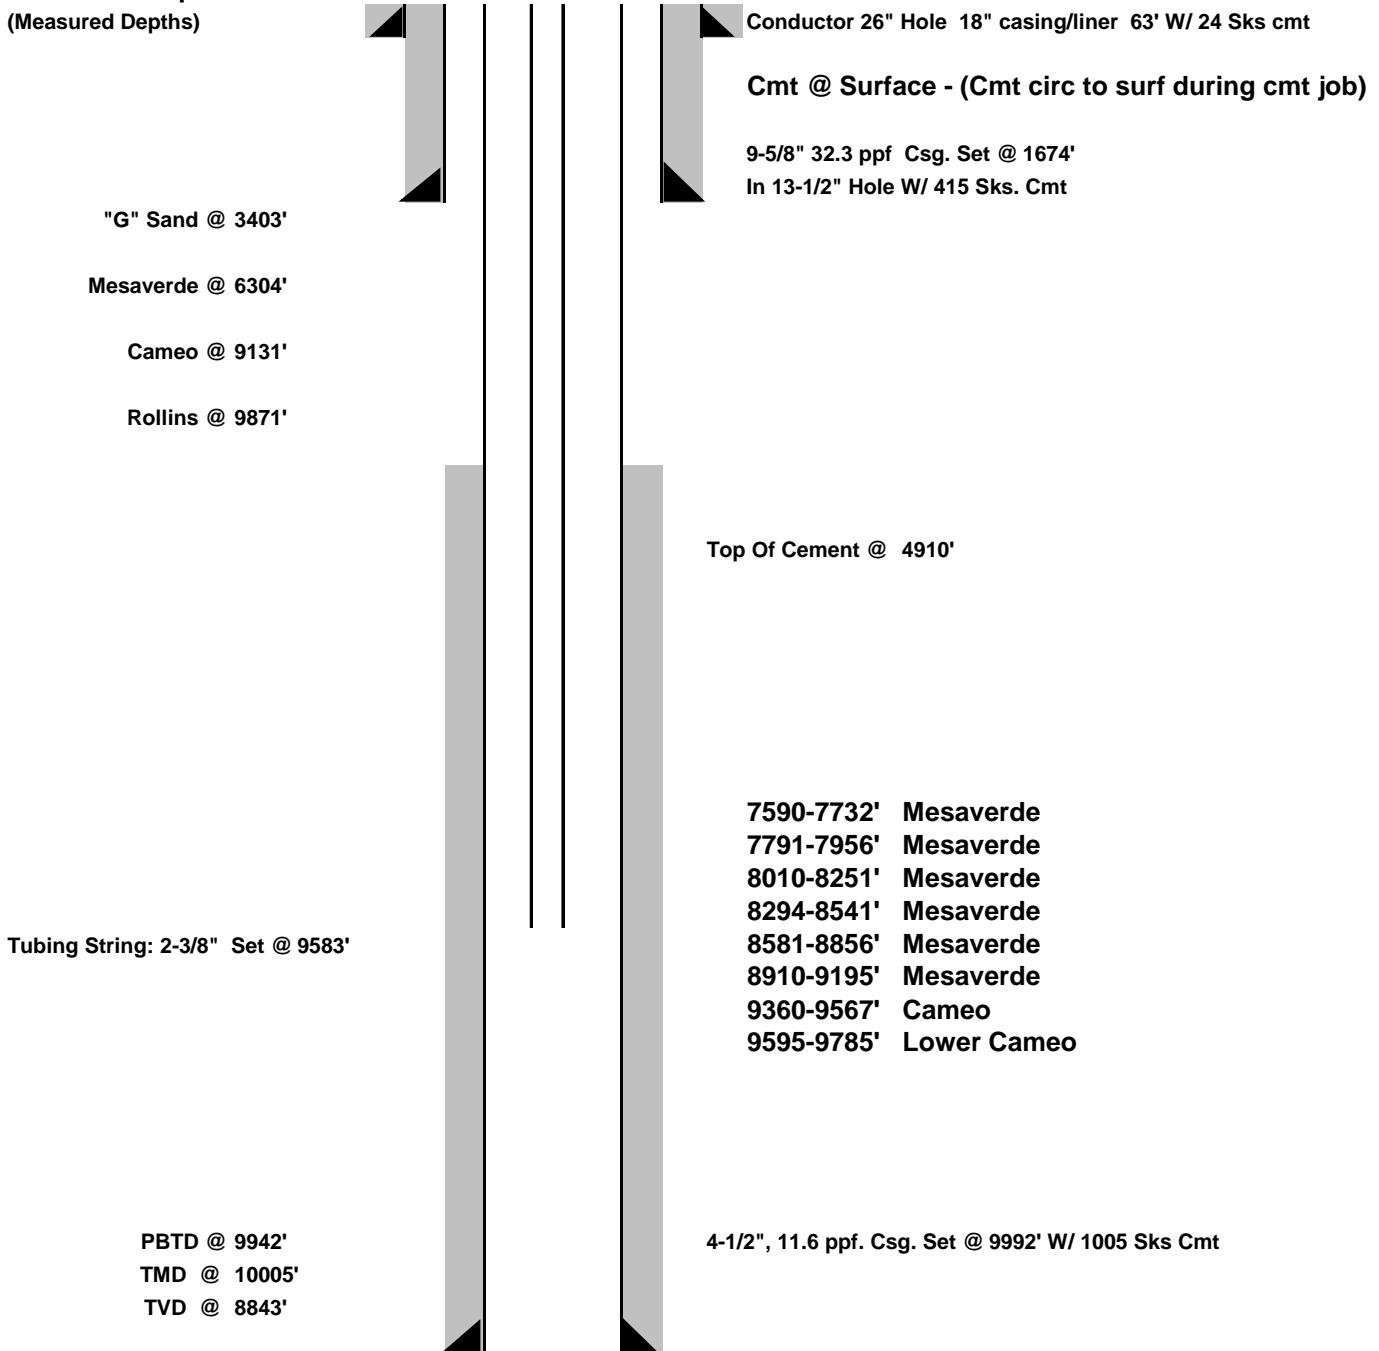 (Measured Depths)
Conductor 26" Hole 18" casing/liner 63' W/ 24 Sks cmt
Cmt @ Surface - (Cmt circ to surf during cmt job)
9-5/8" 32.3 ppf Csg. Set @ 1674'
In 13-1/2" Hole W/ 415 Sks. Cmt
"G" Sand @ 3403'
Mesaverde @ 6304'
Cameo @ 9131'
Rollins @ 9871'
Top Of Cement @ 4910'
7590-7732' Mesaverde
7791-7956' Mesaverde
8010-8251' Mesaverde
8294-8541' Mesaverde
8581-8856' Mesaverde
8910-9195' Mesaverde
9360-9567' Cameo
9595-9785' Lower Cameo
Tubing String: 2-3/8" Set @ 9583'
PBTD @ 9942'
TMD @ 10005'
TVD @ 8843'
4-1/2", 11.6 ppf. Csg. Set @ 9992' W/ 1005 Sks Cmt